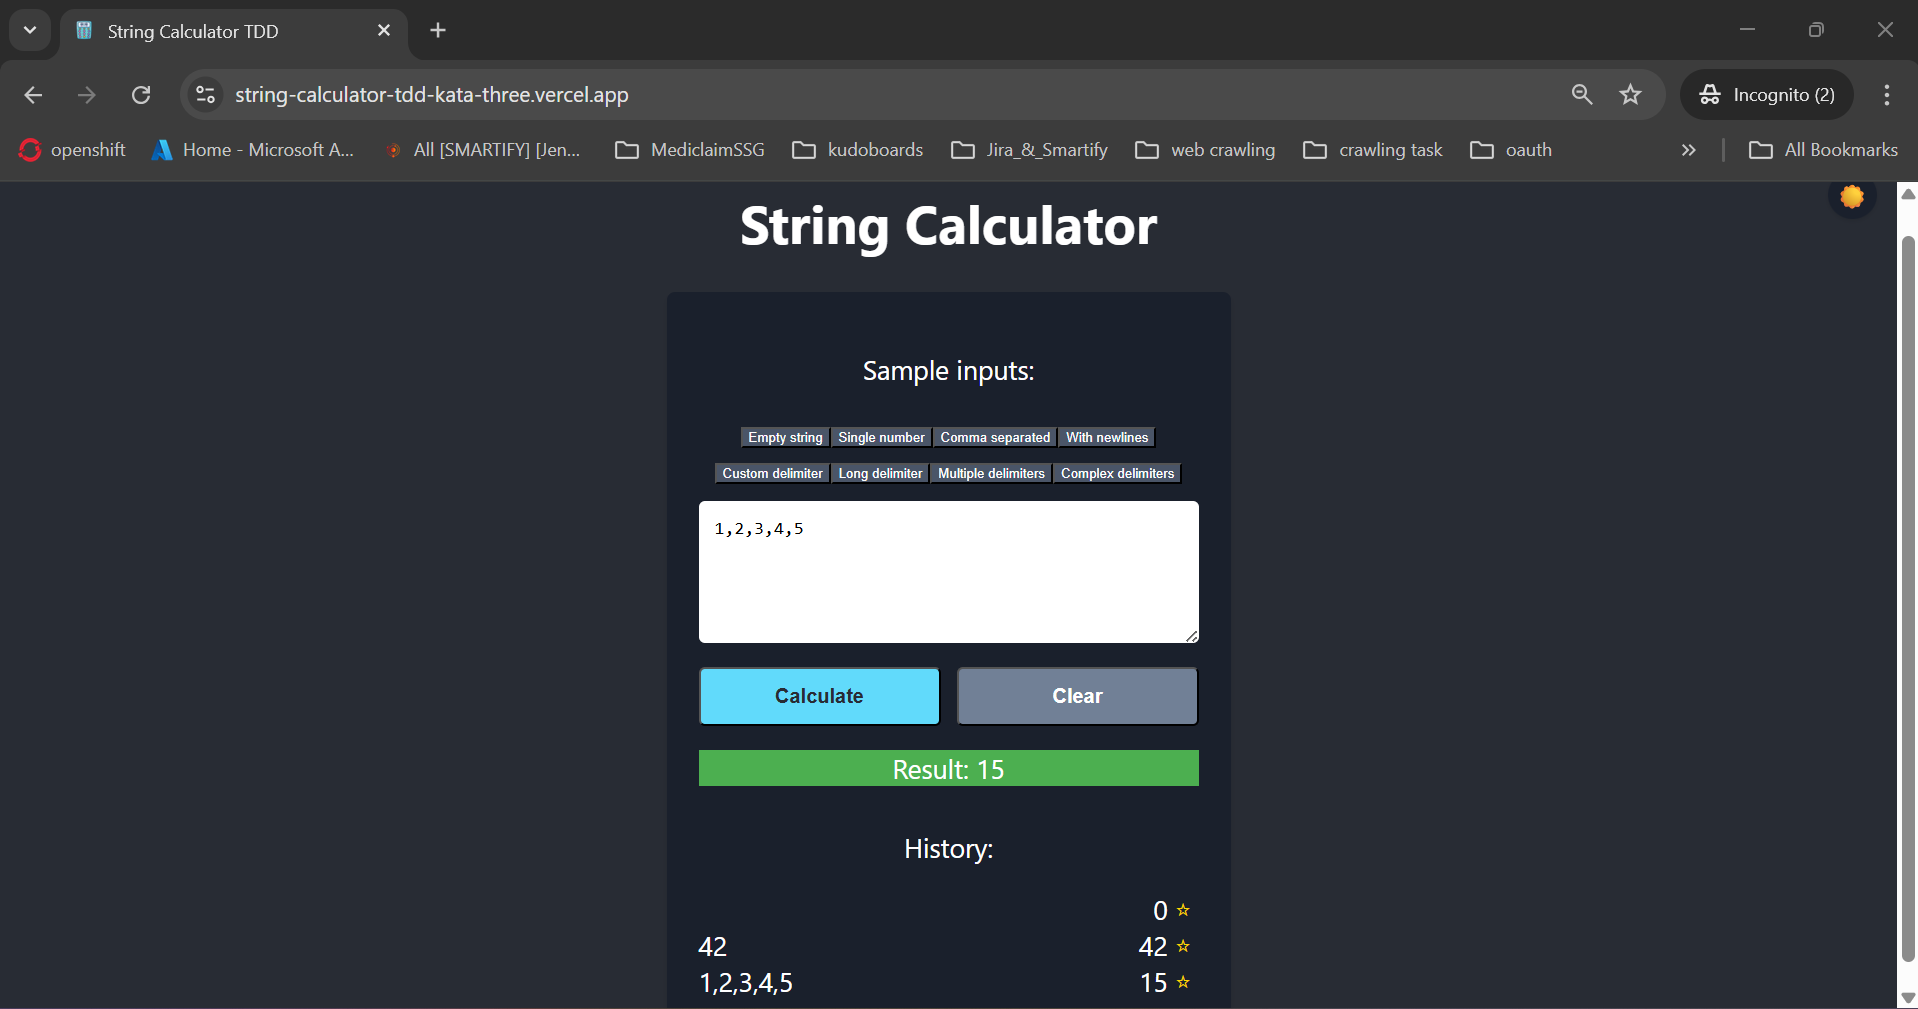 String Calculator TDD
string-calculator-tdd-kata-three.vercel.app
Incognito (2)
openshift
Home - Microsoft A...
All [SMARTIFY] [Jen...
MediclaimSSG
kudoboards
Jira_&_Smartify
web crawling
crawling task
oauth
All Bookmarks
String Calculator
Sample inputs:
Empty string Single number Comma separated With newlines
Custom delimiter Long delimiter Multiple delimiters Complex delimiters
1,2,3,4,5
Calculate
Clear
Result: 15
History:
0 ☆
42 42 ☆
1,2,3,4,5 15 ☆